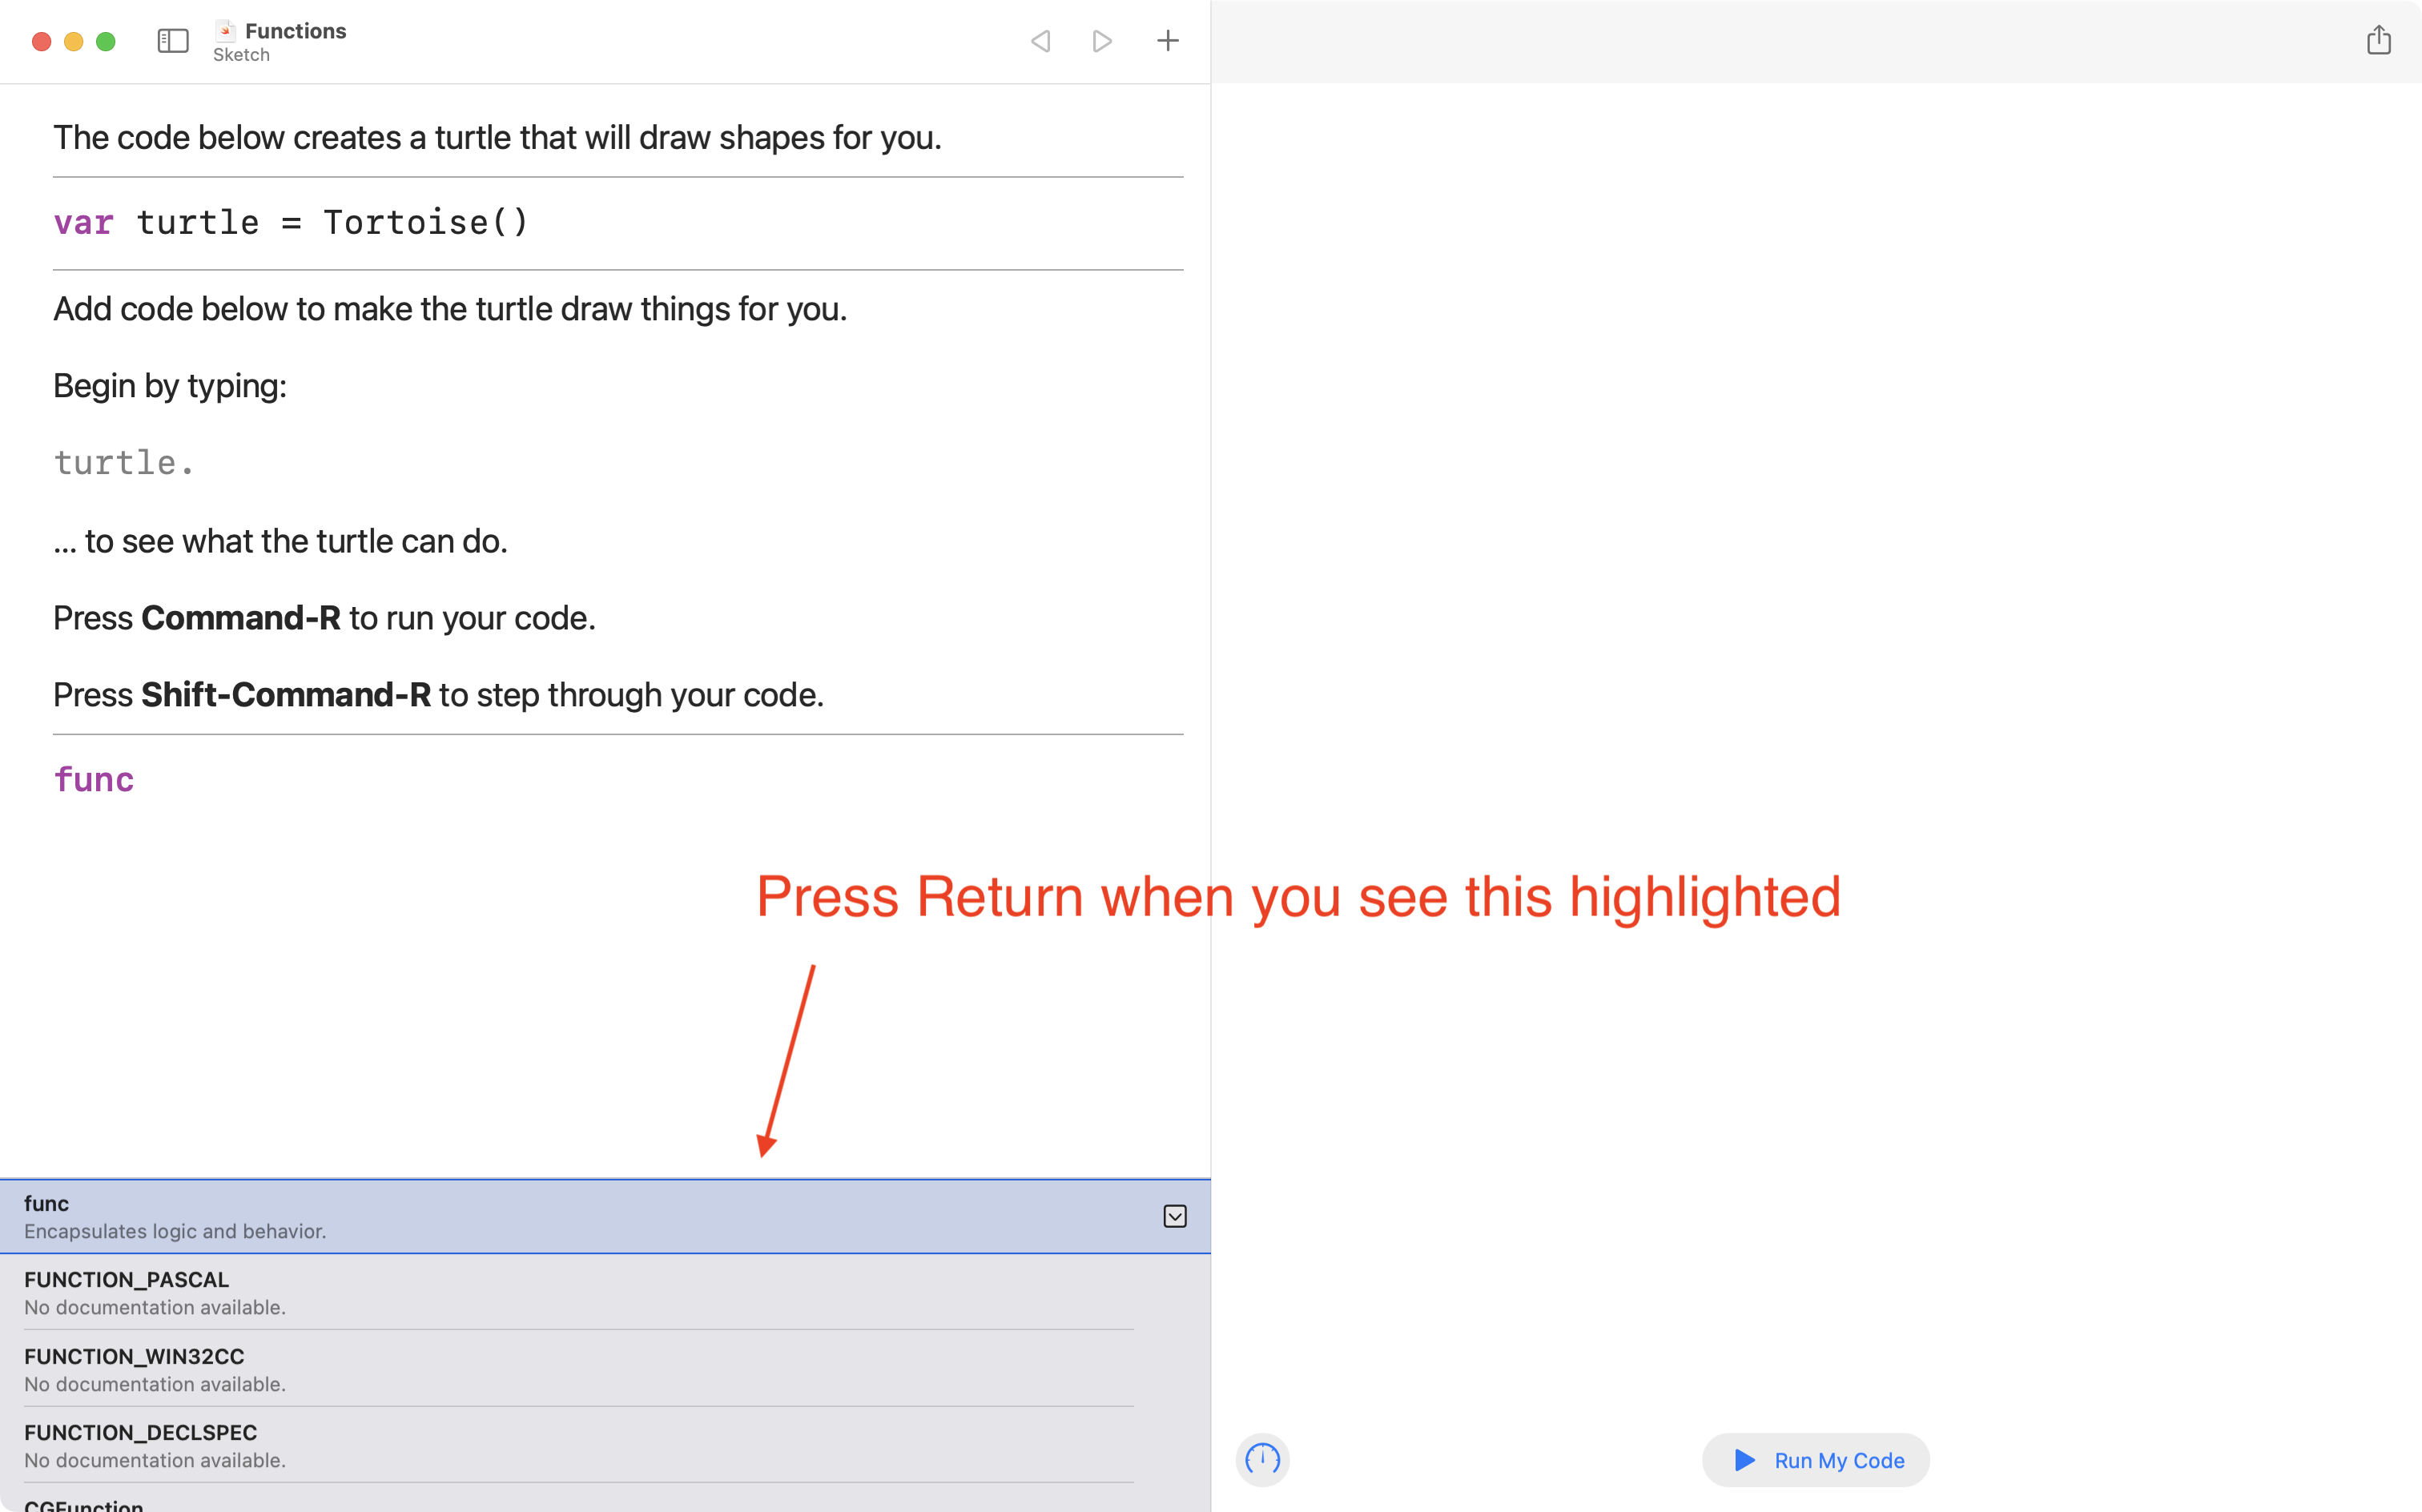 Functions
Sketch
The code below creates a turtle that will draw shapes for you.
var turtle = Tortoise()
Add code below to make the turtle draw things for you.
Begin by typing:
turtle.
... to see what the turtle can do.
Press Command-R to run your code.
Press Shift-Command-R to step through your code.
func
Press Return when you see this highlighted
func
Encapsulates logic and behavior.
FUNCTION_PASCAL
No documentation available.
FUNCTION_WIN32CC
No documentation available.
FUNCTION_DECLSPEC
No documentation available.
CGFunction
Run My Code